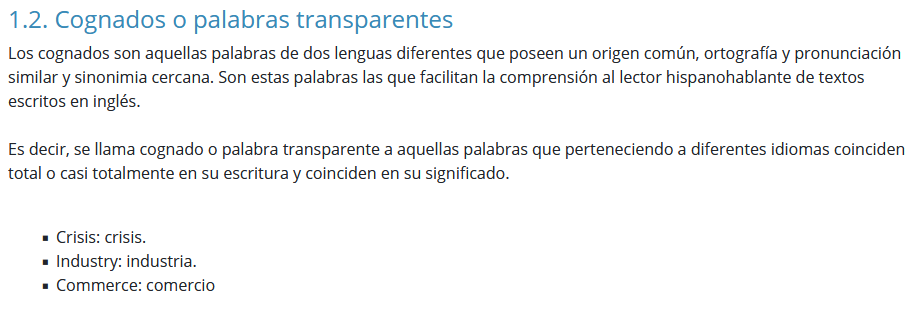 1.2. Cognados o palabras transparentes
Los cognados son aquellas palabras de dos lenguas diferentes que poseen un origen común, ortografía y pronunciación
similar y sinonimia cercana. Son estas palabras las que facilitan la comprensión al lector hispanohablante de textos
escritos en inglés.
Es decir, se llama cognado o palabra transparente a aquellas palabras que perteneciendo a diferentes idiomas coinciden
total o casi totalmente en su escritura y coinciden en su significado.
▪ Crisis: crisis.
▪ Industry: industria.
▪ Commerce: comercio